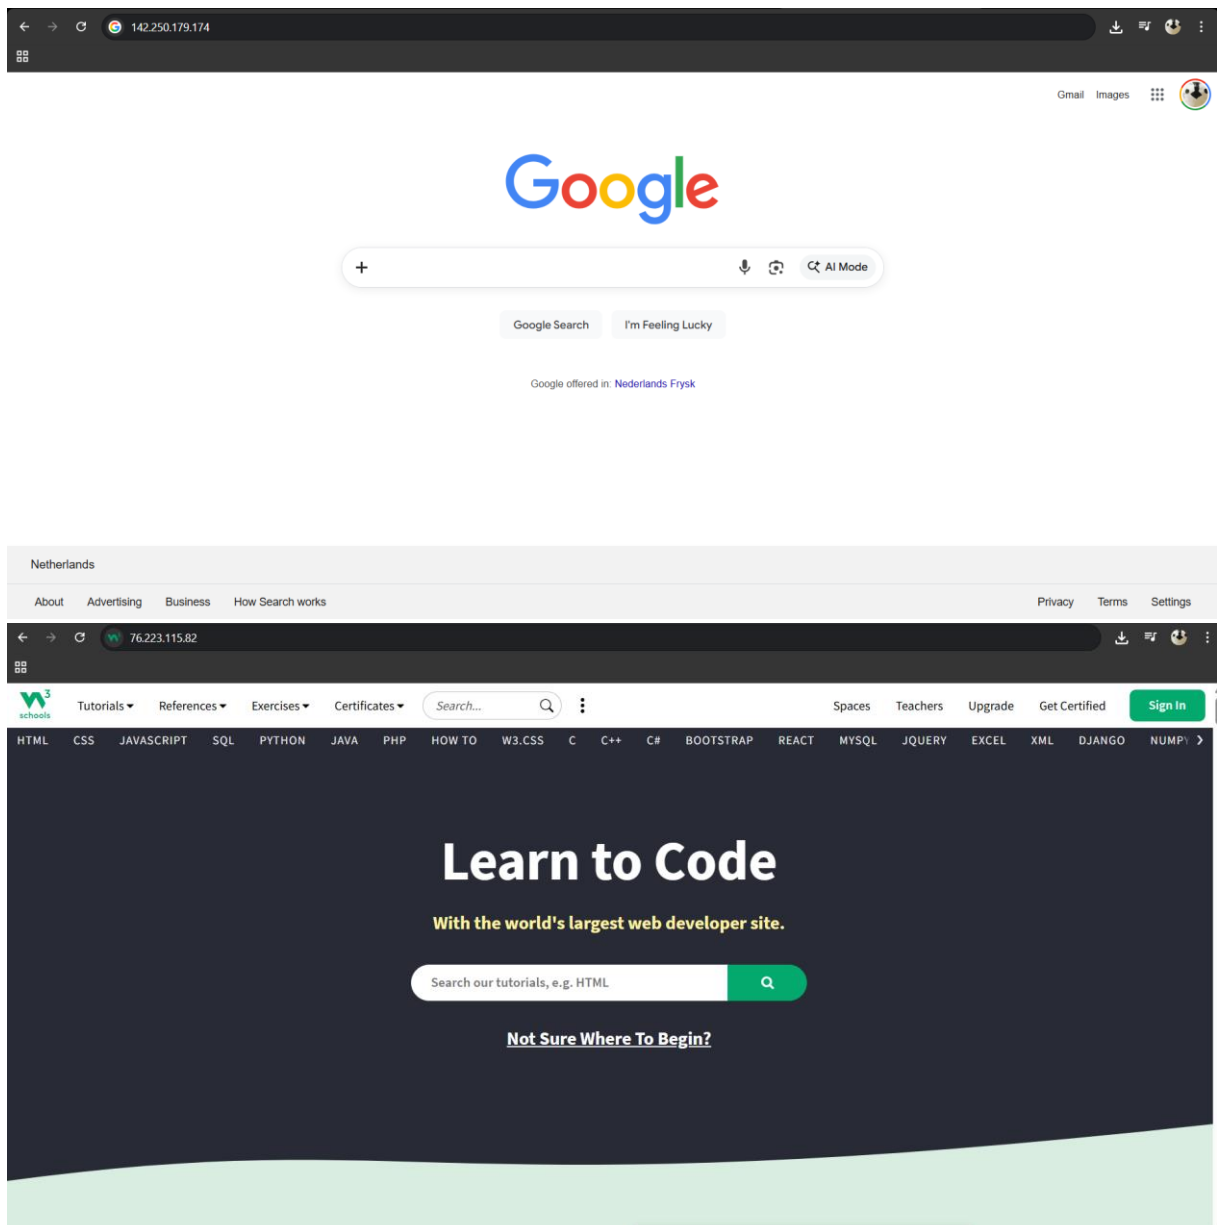 142.250.179.174
Gmail Images
Google
AI Mode
Google Search I'm Feeling Lucky
Google offered in: Nederlands Frysk
Netherlands
About Advertising Business How Search works Privacy Terms Settings
76.223.115.82
W3 schools Tutorials References Exercises Certificates Search... Spaces Teachers Upgrade Get Certified Sign In
HTML CSS JAVASCRIPT SQL PYTHON JAVA PHP HOW TO W3.CSS C C++ C# BOOTSTRAP REACT MYSQL JQUERY EXCEL XML DJANGO NUMPY
Learn to Code
With the world's largest web developer site.
Search our tutorials, e.g. HTML
Not Sure Where To Begin?